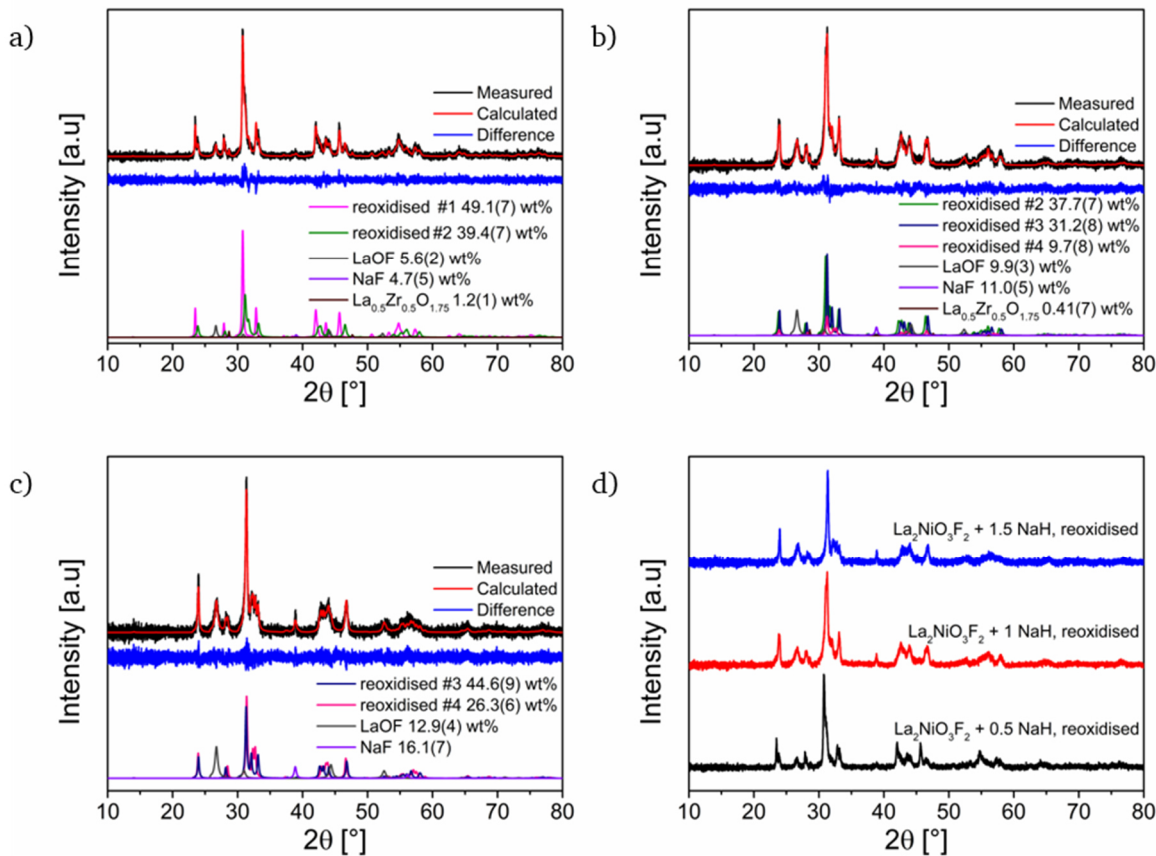 a)
Intensity [a.u]
Measured
Calculated
Difference
reoxidised #1 49.1(7) wt%
reoxidised #2 39.4(7) wt%
LaOF 5.6(2) wt%
NaF 4.7(5) wt%
La0.5Zr0.5O1.75 1.2(1) wt%
10 20 30 40 50 60 70 80
2θ [°]
b)
Intensity [a.u]
Measured
Calculated
Difference
reoxidised #2 37.7(7) wt%
reoxidised #3 31.2(8) wt%
reoxidised #4 9.7(8) wt%
LaOF 9.9(3) wt%
NaF 11.0(5) wt%
La0.5Zr0.5O1.75 0.41(7) wt%
10 20 30 40 50 60 70 80
2θ [°]
c)
Intensity [a.u]
Measured
Calculated
Difference
reoxidised #3 44.6(9) wt%
reoxidised #4 26.3(6) wt%
LaOF 12.9(4) wt%
NaF 16.1(7)
10 20 30 40 50 60 70 80
2θ [°]
d)
Intensity [a.u]
La2NiO3F2 + 1.5 NaH, reoxidised
La2NiO3F2 + 1 NaH, reoxidised
La2NiO3F2 + 0.5 NaH, reoxidised
10 20 30 40 50 60 70 80
2θ [°]